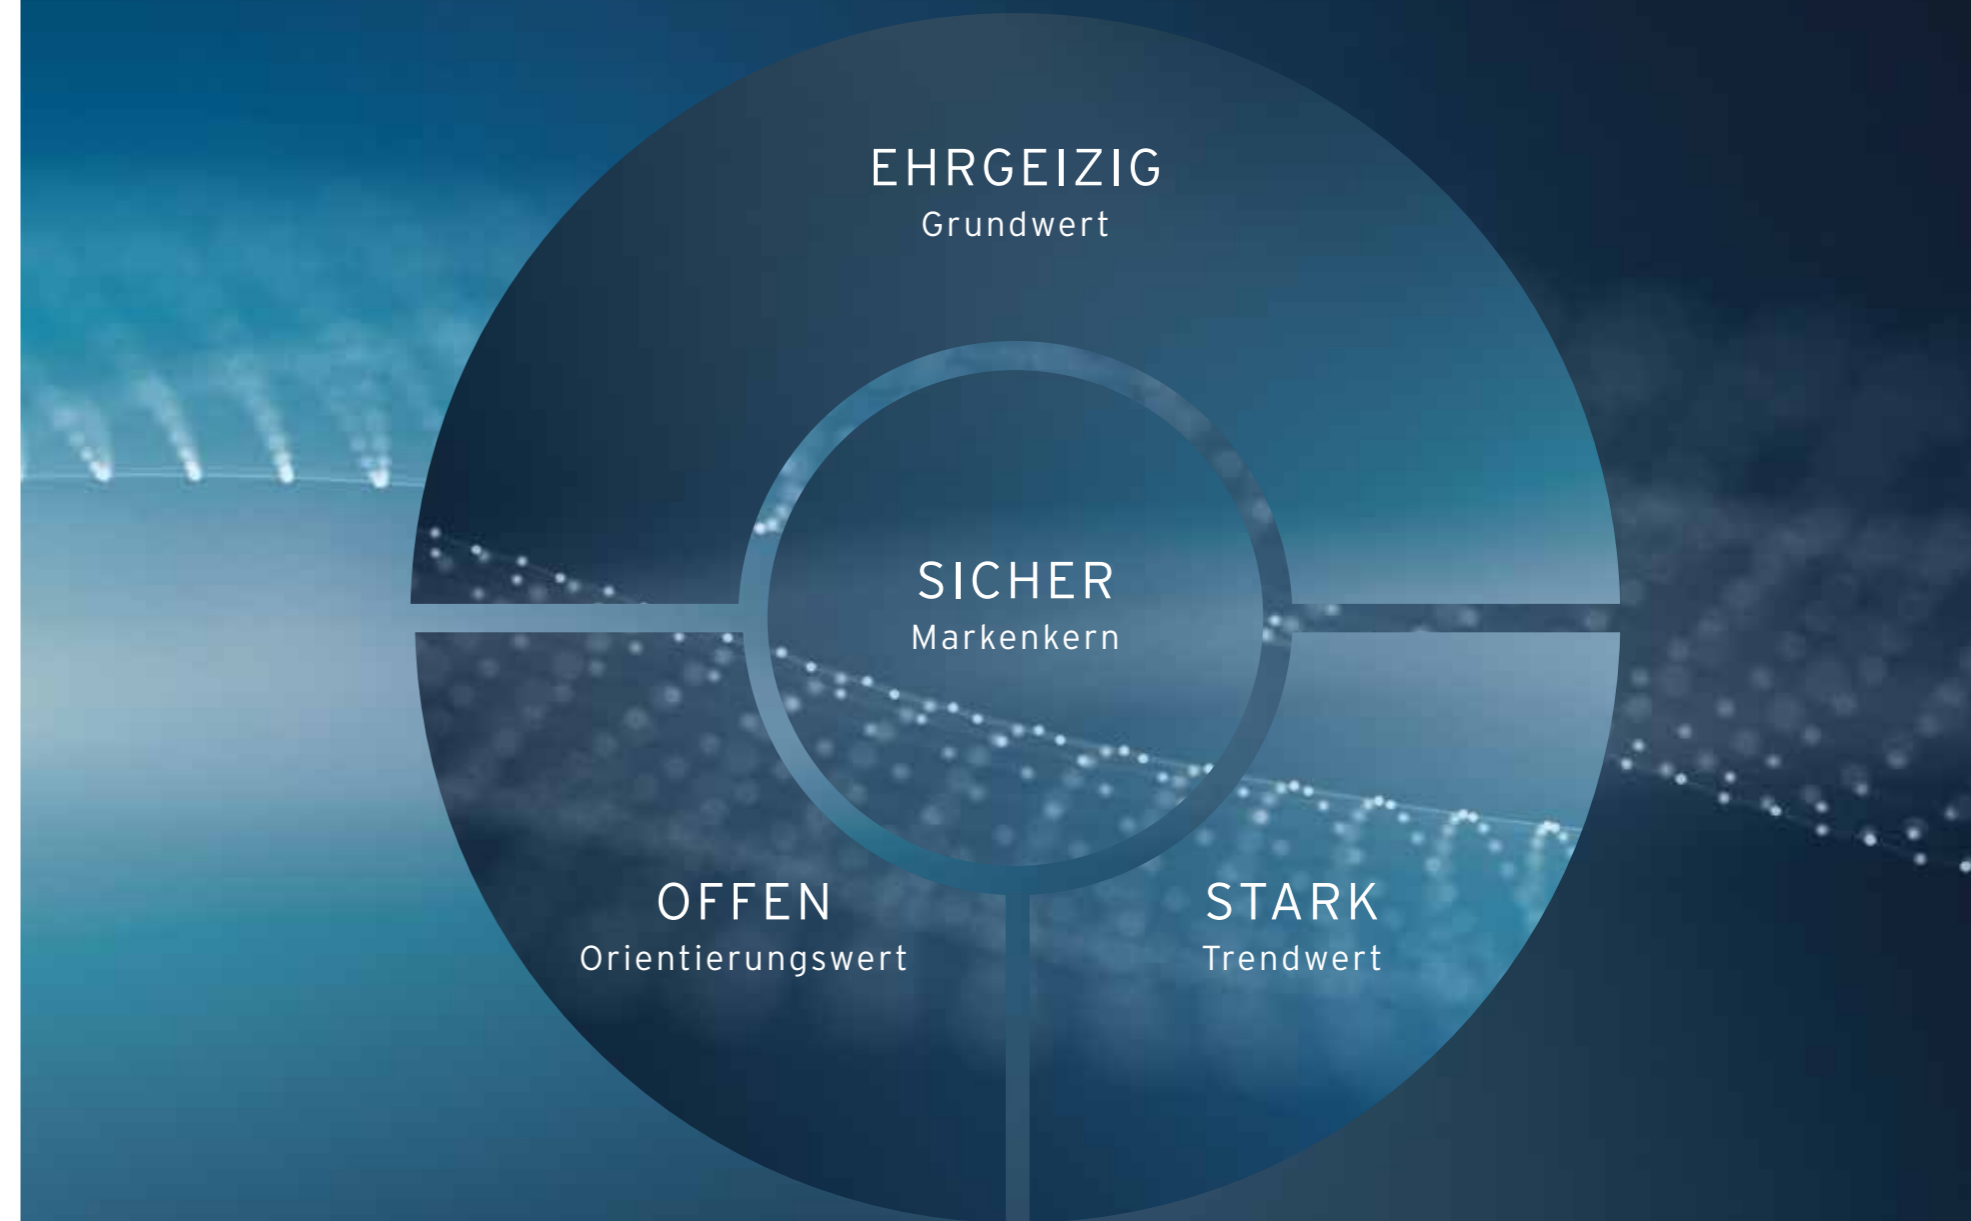 EHRGEIZIG
Grundwert
SICHER
Markenkern
OFFEN
Orientierungswert
STARK
Trendwert